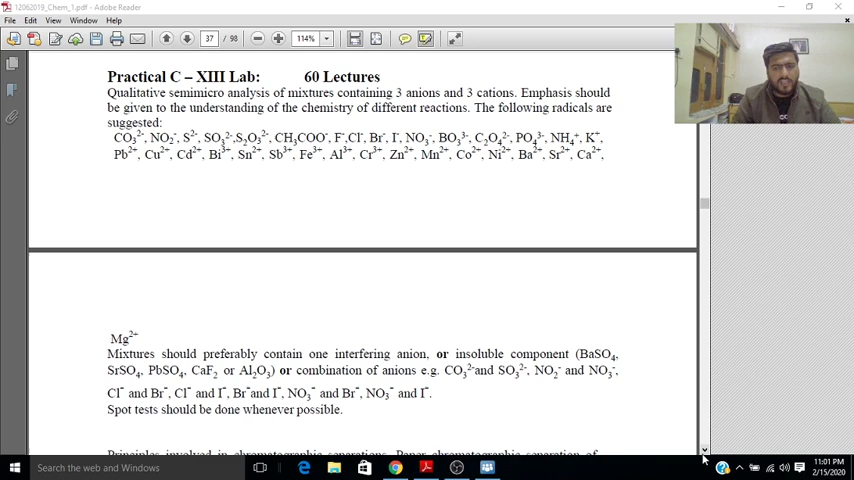 12062019_Chem_1.pdf - Adobe Reader
File Edit View Window Help
37 / 98 114%
Practical C – XIII Lab: 60 Lectures
Qualitative semimicro analysis of mixtures containing 3 anions and 3 cations. Emphasis should
be given to the understanding of the chemistry of different reactions. The following radicals are
suggested:
CO₃²⁻, NO₂⁻, S²⁻, SO₃²⁻,S₂O₃²⁻, CH₃COO⁻, F⁻,Cl⁻, Br⁻, I⁻, NO₃⁻, BO₃³⁻, C₂O₄²⁻, PO₄³⁻, NH₄⁺, K⁺,
Pb²⁺, Cu²⁺, Cd²⁺, Bi³⁺, Sn²⁺, Sb³⁺, Fe³⁺, Al³⁺, Cr³⁺, Zn²⁺, Mn²⁺, Co²⁺, Ni²⁺, Ba²⁺, Sr²⁺, Ca²⁺,
Mg²⁺
Mixtures should preferably contain one interfering anion, or insoluble component (BaSO₄,
SrSO₄, PbSO₄, CaF₂ or Al₂O₃) or combination of anions e.g. CO₃²⁻and SO₃²⁻, NO₂⁻ and NO₃⁻,
Cl⁻ and Br⁻, Cl⁻ and I⁻, Br⁻and I⁻, NO₃⁻ and Br⁻, NO₃⁻ and I⁻.
Spot tests should be done whenever possible.
Principles involved in chromatographic separations. Paper chromatographic separation of
Search the web and Windows
11:01 PM
2/15/2020